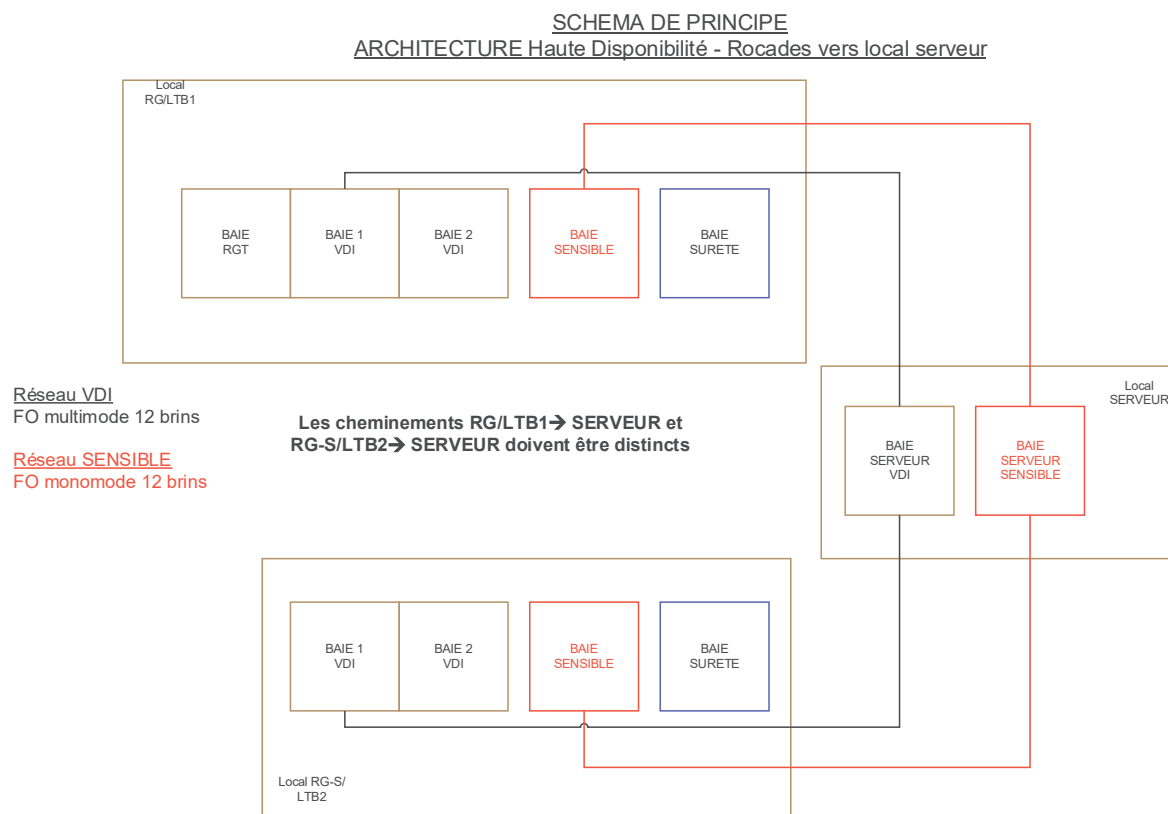 SCHEMA DE PRINCIPE
ARCHITECTURE Haute Disponibilité - Rocades vers local serveur
Local
RG/LTB1
BAIE
RGT
BAIE 1
VDI
BAIE 2
VDI
BAIE
SENSIBLE
BAIE
SURETE
Réseau VDI
FO multimode 12 brins
Réseau SENSIBLE
FO monomode 12 brins
Les cheminements RG/LTB1→ SERVEUR et
RG-S/LTB2→ SERVEUR doivent être distincts
Local
SERVEUR
BAIE
SERVEUR
VDI
BAIE
SERVEUR
SENSIBLE
BAIE 1
VDI
BAIE 2
VDI
BAIE
SENSIBLE
BAIE
SURETE
Local RG-S/
LTB2